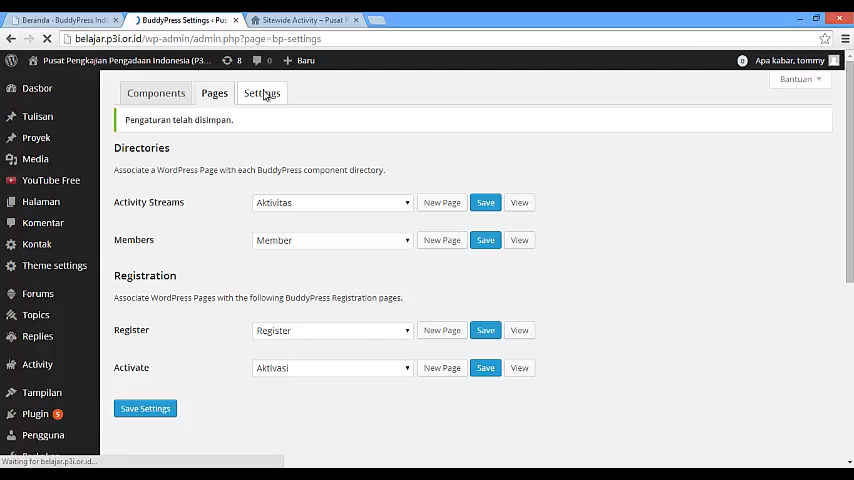 Beranda - BuddyPress Ind
BuddyPress Settings ‹ Pus
Sitewide Activity – Pusat P
belajar.p3i.or.id/wp-admin/admin.php?page=bp-settings
Pusat Pengkajian Pengadaan Indonesia (P3...
8
0
Baru
0
Apa kabar, tommy
Dasbor
Tulisan
Proyek
Media
YouTube Free
Halaman
Komentar
Kontak
Theme settings
Forums
Topics
Replies
Activity
Tampilan
Plugin 5
Pengguna
Bantuan
Components
Pages
Settings
Pengaturan telah disimpan.
Directories
Associate a WordPress Page with each BuddyPress component directory.
Activity Streams Aktivitas New Page Save View
Members Member New Page Save View
Registration
Associate WordPress Pages with the following BuddyPress Registration pages.
Register Register New Page Save View
Activate Aktivasi New Page Save View
Save Settings
Waiting for belajar.p3i.or.id...